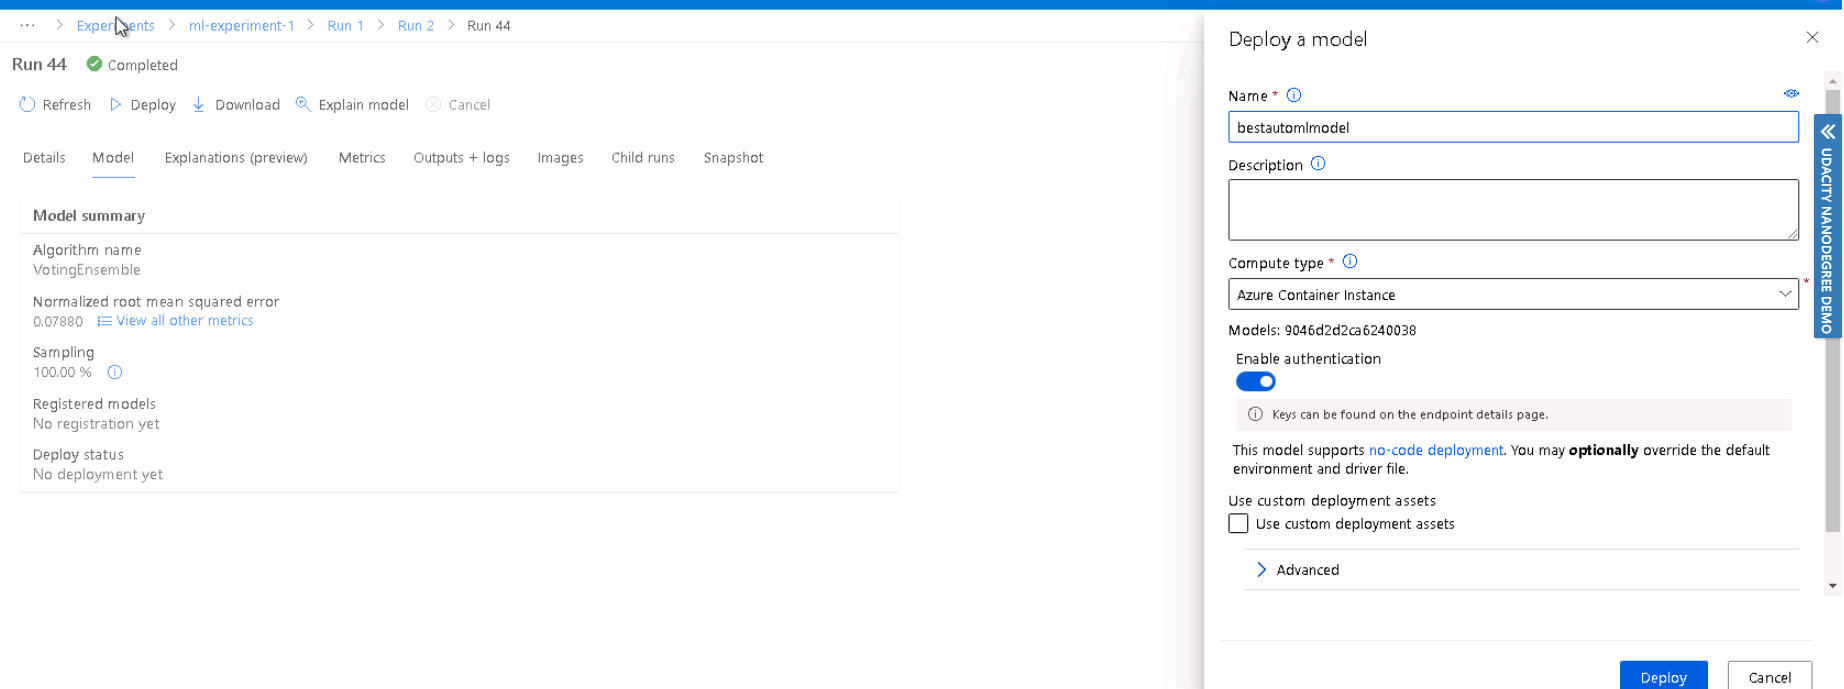 ··· > Experiments > ml-experiment-1 > Run 1 > Run 2 > Run 44
Run 44 Completed
Refresh Deploy Download Explain model Cancel
Details Model Explanations (preview) Metrics Outputs + logs Images Child runs Snapshot
Model summary
Algorithm name
VotingEnsemble
Normalized root mean squared error
0.07880 View all other metrics
Sampling
100.00 %
Registered models
No registration yet
Deploy status
No deployment yet
Deploy a model
Name *
bestautomlmodel
Description
Compute type *
Azure Container Instance
*
Models: 9046d2d2ca6240038
Enable authentication
Keys can be found on the endpoint details page.
This model supports no-code deployment. You may optionally override the default
environment and driver file.
Use custom deployment assets
Use custom deployment assets
Advanced
Deploy Cancel
UDACITY NANODEGREE DEMO